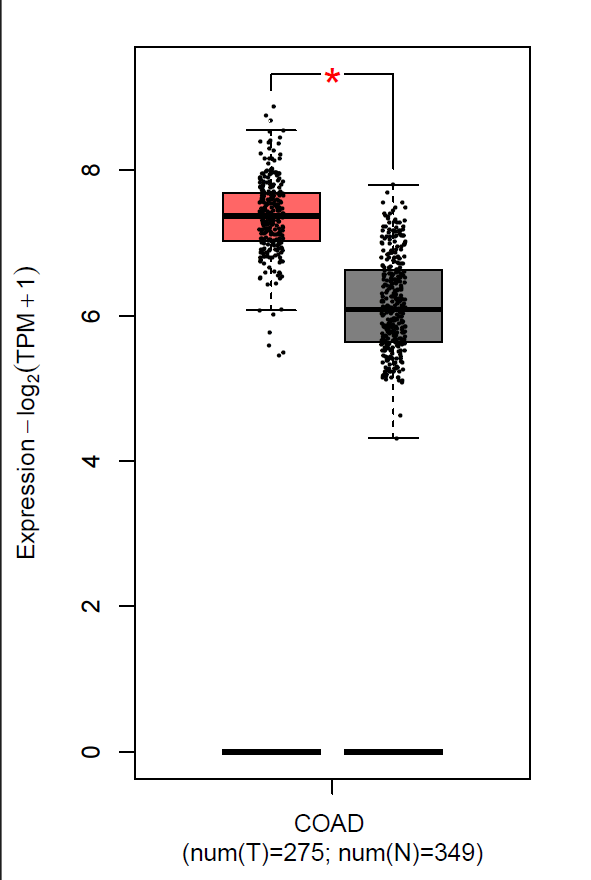 *
8
6
4
2
0
Expression − log₂(TPM + 1)
COAD
(num(T)=275; num(N)=349)